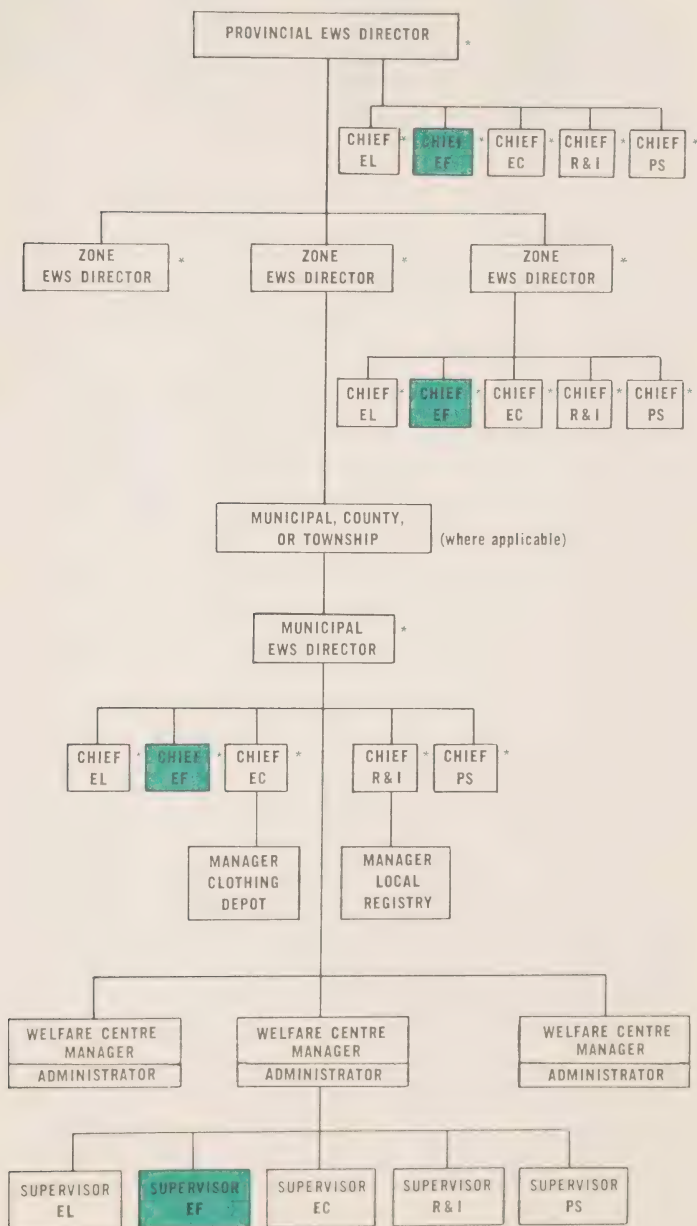 PROVINCIAL EWS DIRECTOR *
CHIEF EL * CHIEF EF * CHIEF EC * CHIEF R & I * CHIEF PS *
ZONE EWS DIRECTOR * ZONE EWS DIRECTOR * ZONE EWS DIRECTOR *
CHIEF EL * CHIEF EF * CHIEF EC * CHIEF R & I * CHIEF PS *
MUNICIPAL, COUNTY,
OR TOWNSHIP (where applicable)
MUNICIPAL
EWS DIRECTOR *
CHIEF EL * CHIEF EF * CHIEF EC * CHIEF R & I * CHIEF PS *
MANAGER
CLOTHING
DEPOT
MANAGER
LOCAL
REGISTRY
WELFARE CENTRE
MANAGER
ADMINISTRATOR
WELFARE CENTRE
MANAGER
ADMINISTRATOR
WELFARE CENTRE
MANAGER
ADMINISTRATOR
SUPERVISOR
EL
SUPERVISOR
EF
SUPERVISOR
EC
SUPERVISOR
R & I
SUPERVISOR
PS